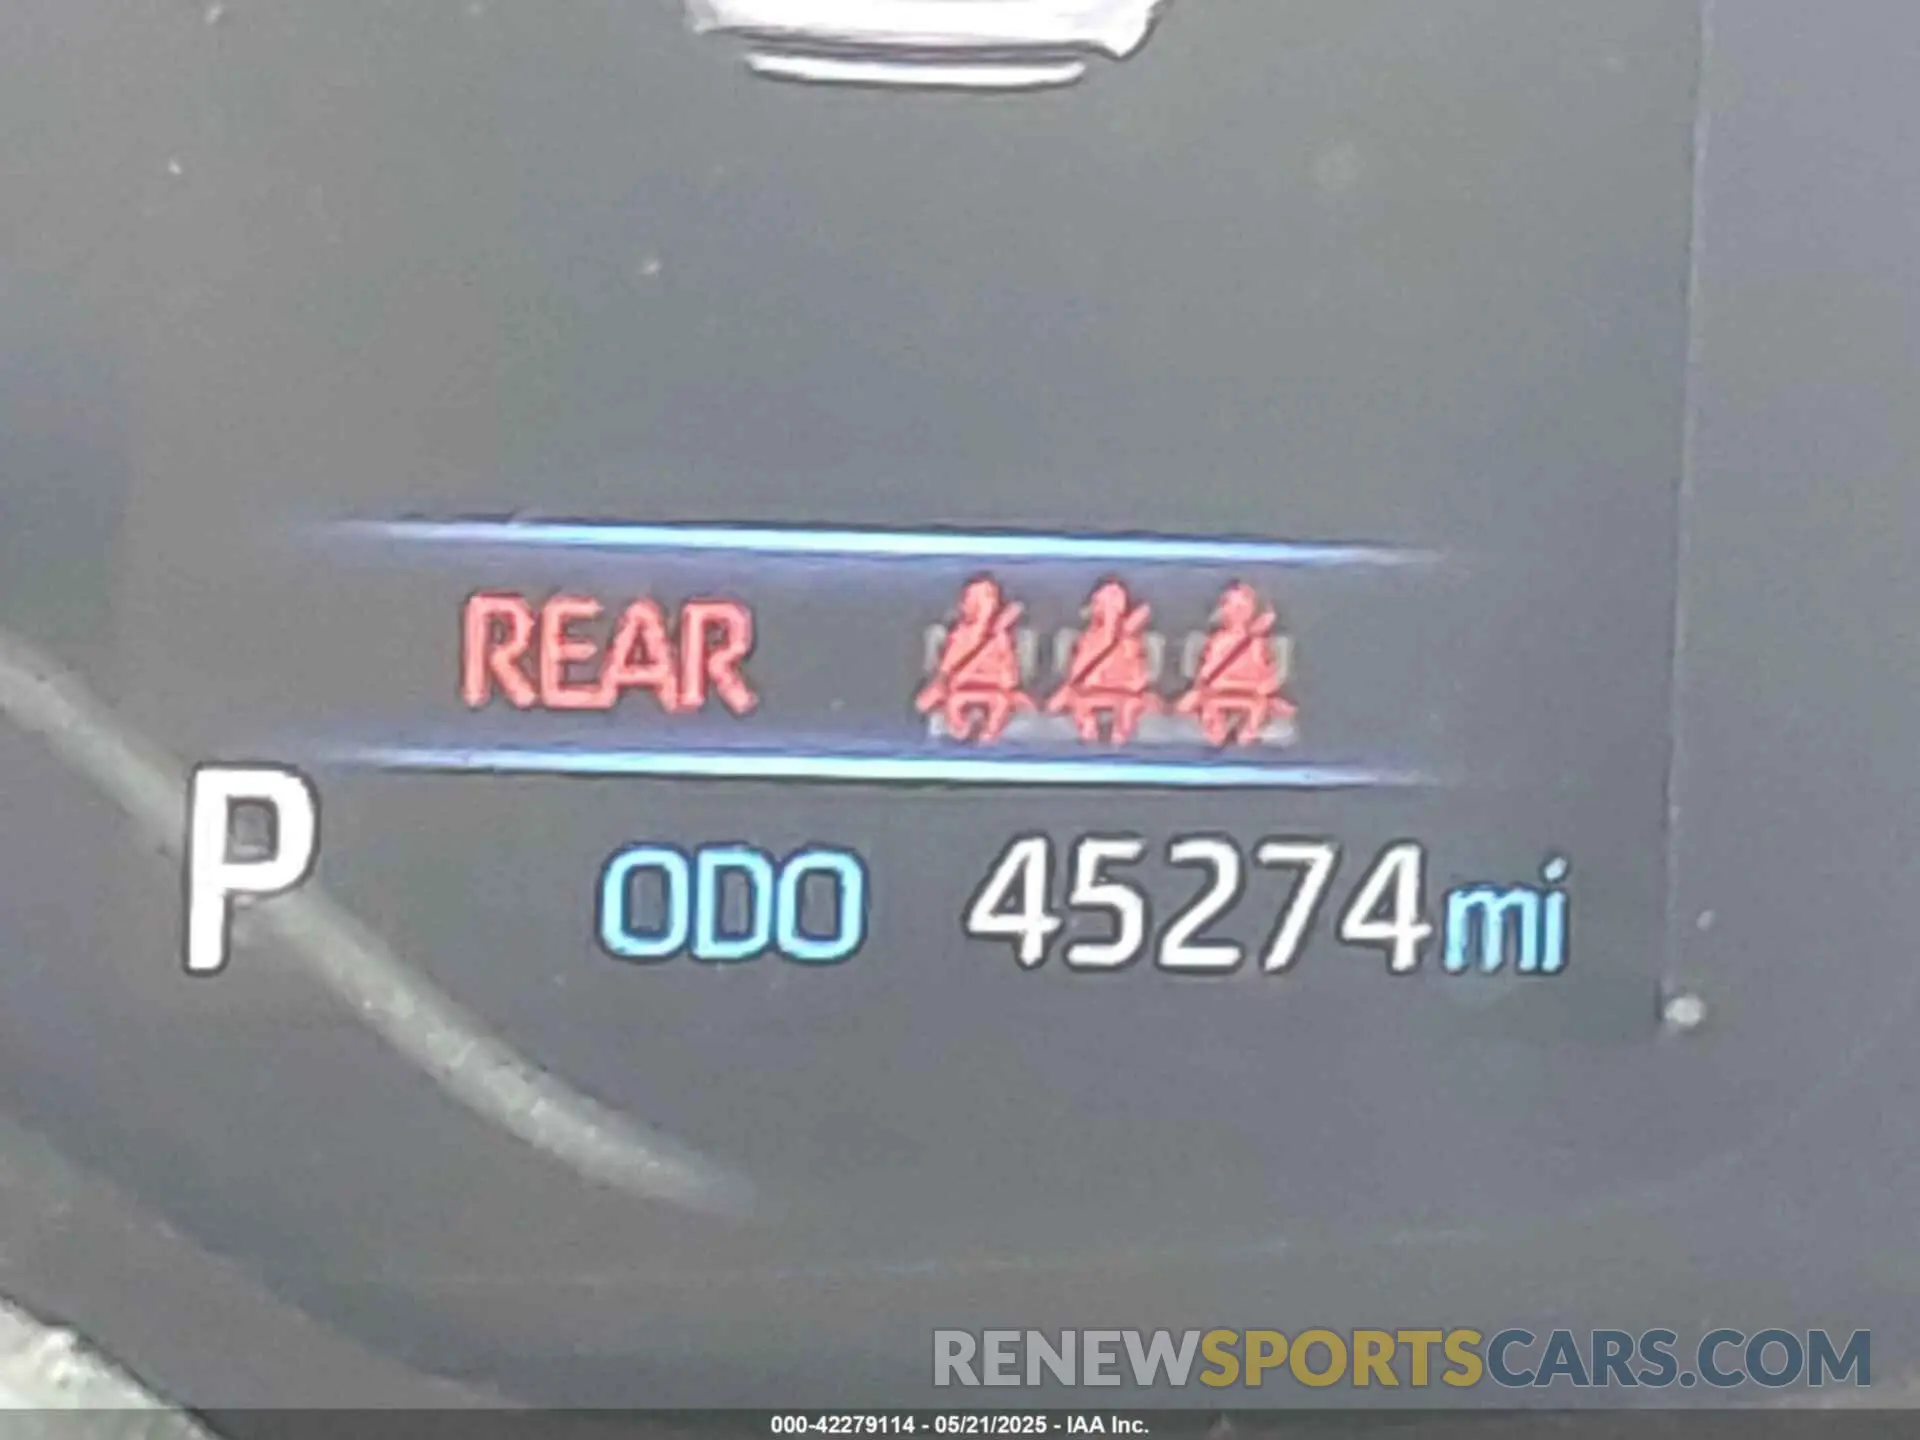 REAR
P ODO 45274mi
RENEWSPORTSCARS.COM
000-42279114 - 05/21/2025 - IAA Inc.